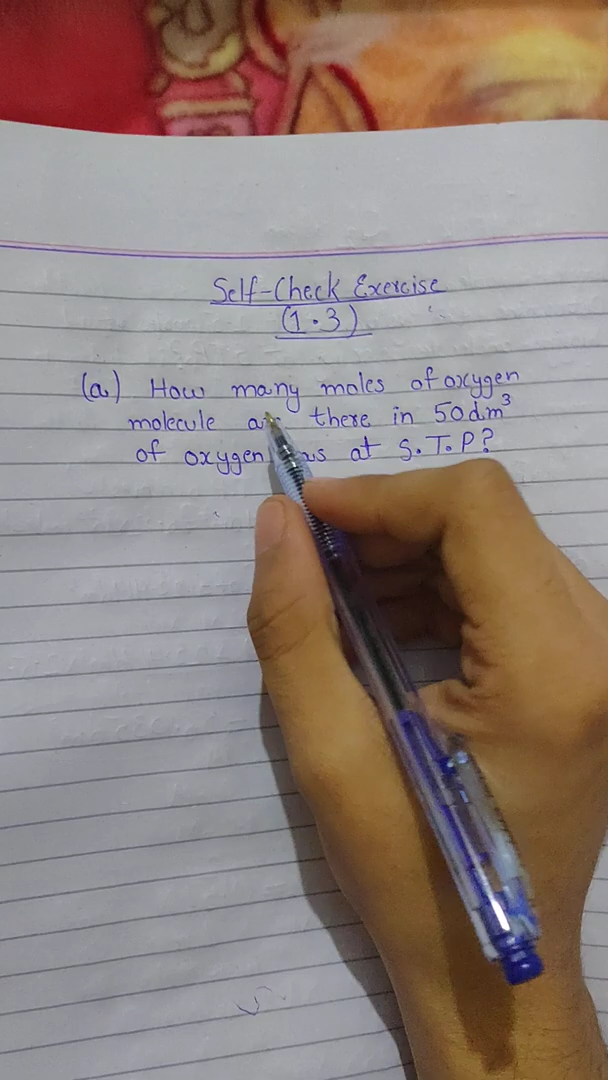 Self-Check Exercise
(1.3)
(a) How many moles of oxygen
molecule there in 50dm³
of oxygen at S.T.P?